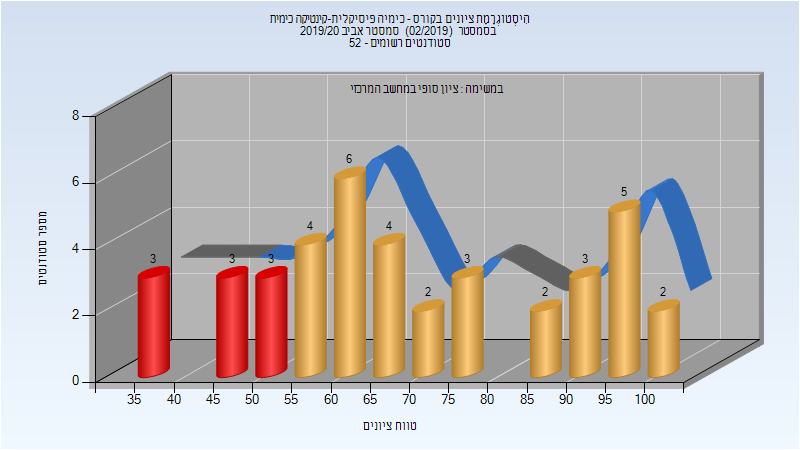 היסטוגרמת ציונים בקורס - כימיה פיסיקלית-קינטיקה כימית
בסמסטר (02/2019) סמסטר אביב 2019/20
סטודנטים רשומים - 52
במשימה : ציון סופי במחשב המרכזי
מספר סטודנטים
8
6
4
2
0
3
3
3
4
6
4
2
3
2
3
5
2
35 40 45 50 55 60 65 70 75 80 85 90 95 100
טווח ציונים